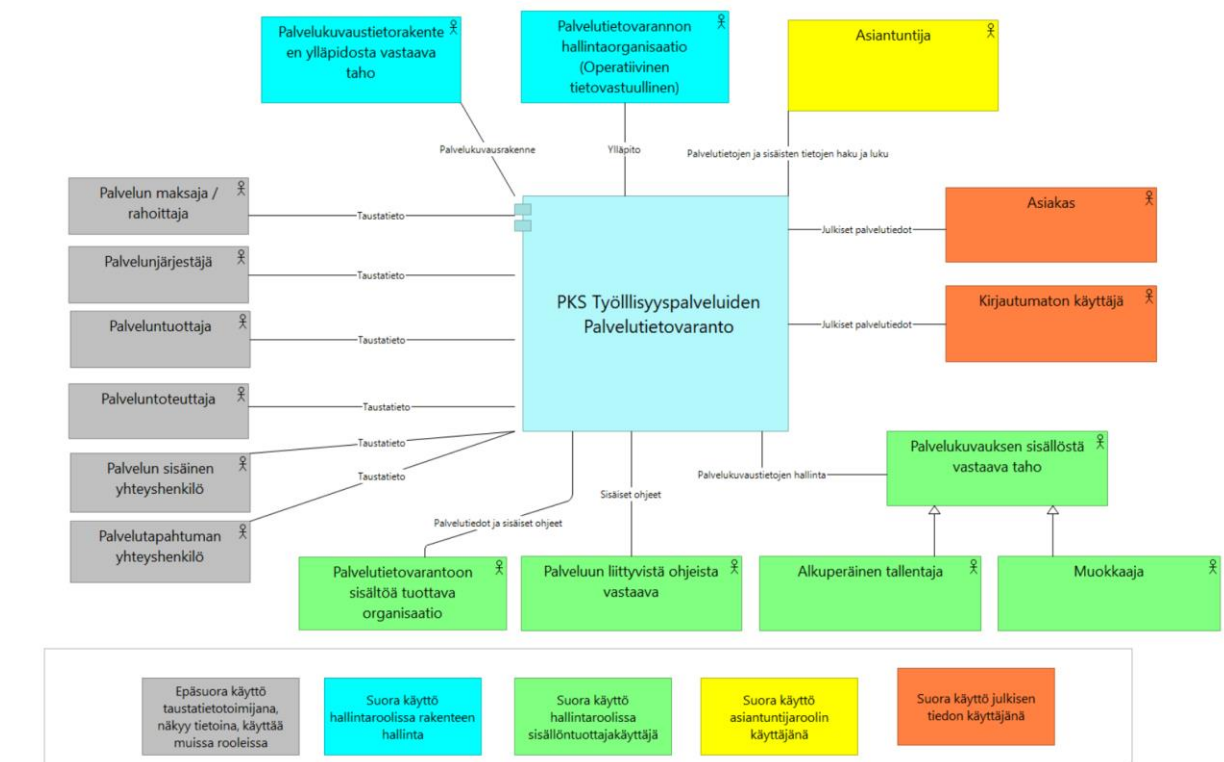 Palvelukuvaustietorakente
en ylläpidosta vastaava
taho
Palvelutietovarannon
hallintaorganisaatio
(Operatiivinen
tietovastuullinen)
Asiantuntija
Palvelukuvausrakenne
Ylläpito
Palvelutietojen ja sisäisten tietojen haku ja luku
Palvelun maksaja /
rahoittaja
Taustatieto
Palvelunjärjestäjä
Taustatieto
Palveluntuottaja
Taustatieto
Palveluntoteuttaja
Taustatieto
Palvelun sisäinen
yhteyshenkilö
Taustatieto
Palvelutapahtuman
yhteyshenkilö
Taustatieto
PKS Työlllisyyspalveluiden
Palvelutietovaranto
Julkiset palvelutiedot
Asiakas
Julkiset palvelutiedot
Kirjautumaton käyttäjä
Palvelukuvaustietojen hallinta
Palvelukuvauksen sisällöstä
vastaava taho
Sisäiset ohjeet
Palvelutiedot ja sisäiset ohjeet
Palvelutietovarantoon
sisältöä tuottava
organisaatio
Palveluun liittyvistä ohjeista
vastaava
Alkuperäinen tallentaja
Muokkaaja
Epäsuora käyttö
taustatietotoimijana,
näkyy tietoina, käyttää
muissa rooleissa
Suora käyttö
hallintaroolissa rakenteen
hallinta
Suora käyttö
hallintaroolissa
sisällöntuottajakäyttäjä
Suora käyttö
asiantuntijaroolin
käyttäjänä
Suora käyttö julkisen
tiedon käyttäjänä